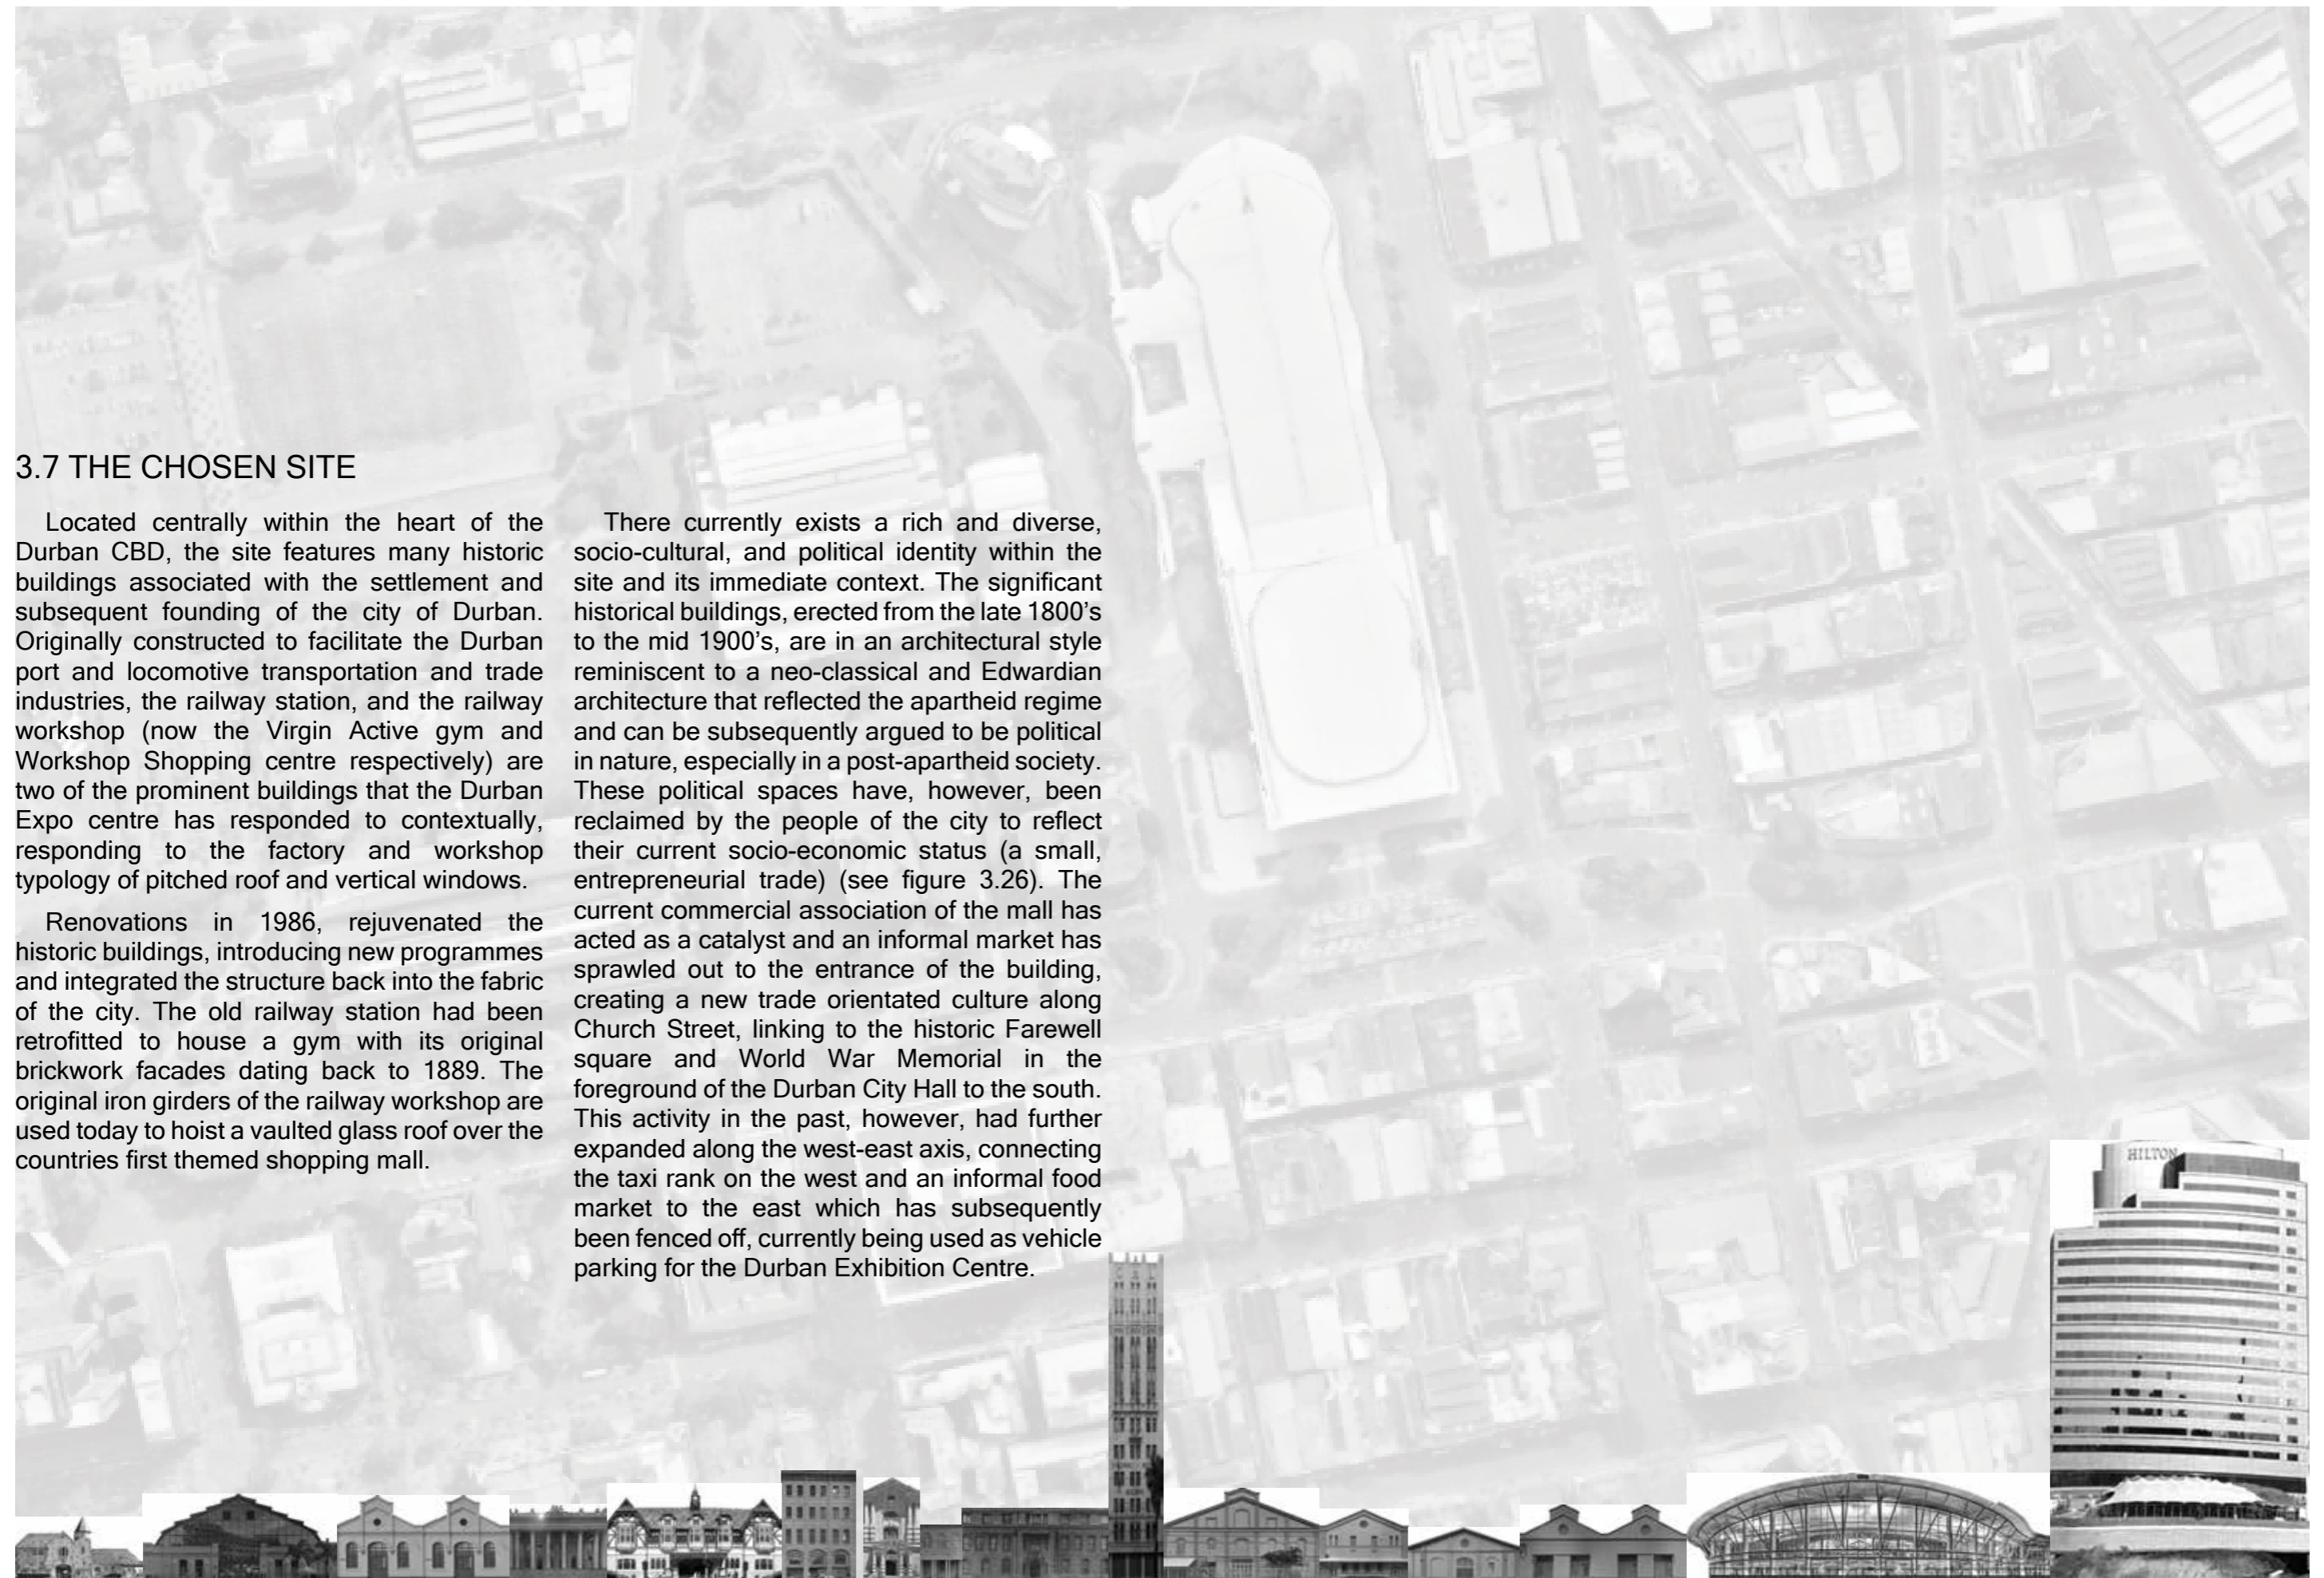 3.7 THE CHOSEN SITE
Located centrally within the heart of the
Durban CBD, the site features many historic
buildings associated with the settlement and
subsequent founding of the city of Durban.
Originally constructed to facilitate the Durban
port and locomotive transportation and trade
industries, the railway station, and the railway
workshop (now the Virgin Active gym and
Workshop Shopping centre respectively) are
two of the prominent buildings that the Durban
Expo centre has responded to contextually,
responding to the factory and workshop
typology of pitched roof and vertical windows.
Renovations in 1986, rejuvenated the
historic buildings, introducing new programmes
and integrated the structure back into the fabric
of the city. The old railway station had been
retrofitted to house a gym with its original
brickwork facades dating back to 1889. The
original iron girders of the railway workshop are
used today to hoist a vaulted glass roof over the
countries first themed shopping mall.
There currently exists a rich and diverse,
socio-cultural, and political identity within the
site and its immediate context. The significant
historical buildings, erected from the late 1800’s
to the mid 1900’s, are in an architectural style
reminiscent to a neo-classical and Edwardian
architecture that reflected the apartheid regime
and can be subsequently argued to be political
in nature, especially in a post-apartheid society.
These political spaces have, however, been
reclaimed by the people of the city to reflect
their current socio-economic status (a small,
entrepreneurial trade) (see figure 3.26). The
current commercial association of the mall has
acted as a catalyst and an informal market has
sprawled out to the entrance of the building,
creating a new trade orientated culture along
Church Street, linking to the historic Farewell
square and World War Memorial in the
foreground of the Durban City Hall to the south.
This activity in the past, however, had further
expanded along the west-east axis, connecting
the taxi rank on the west and an informal food
market to the east which has subsequently
been fenced off, currently being used as vehicle
parking for the Durban Exhibition Centre.
HILTON